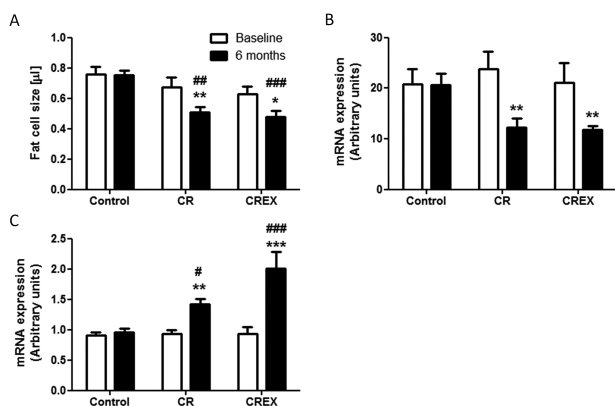 A
Fat cell size [µl]
1.0
0.8
0.6
0.4
0.2
0.0
Baseline
6 months
##
**
###
*
Control CR CREX
B
mRNA expression
(Arbitrary units)
30
20
10
0
**
**
Control CR CREX
C
mRNA expression
(Arbitrary units)
2.5
2.0
1.5
1.0
0.5
0.0
#
**
###
***
Control CR CREX